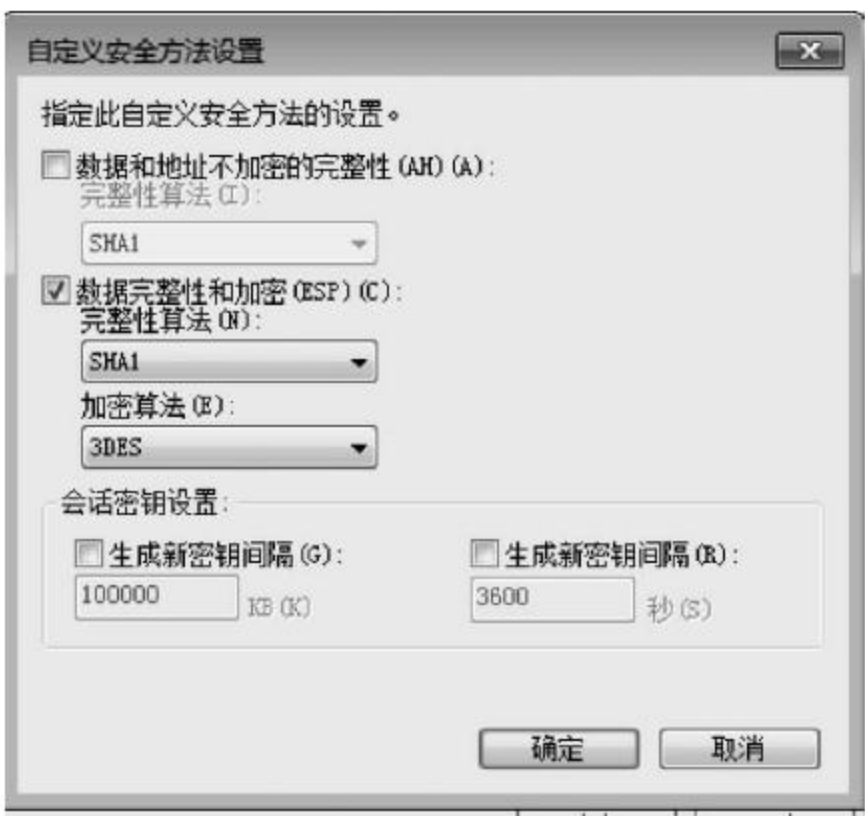 自定义安全方法设置
指定此自定义安全方法的设置。
数据和地址不加密的完整性(AH)(A):
完整性算法(I):
SHA1
数据完整性和加密(ESP)(C):
完整性算法(N):
SHA1
加密算法(E):
3DES
会话密钥设置:
生成新密钥间隔(G): 生成新密钥间隔(R):
100000 KB(K) 3600 秒(S)
确定 取消